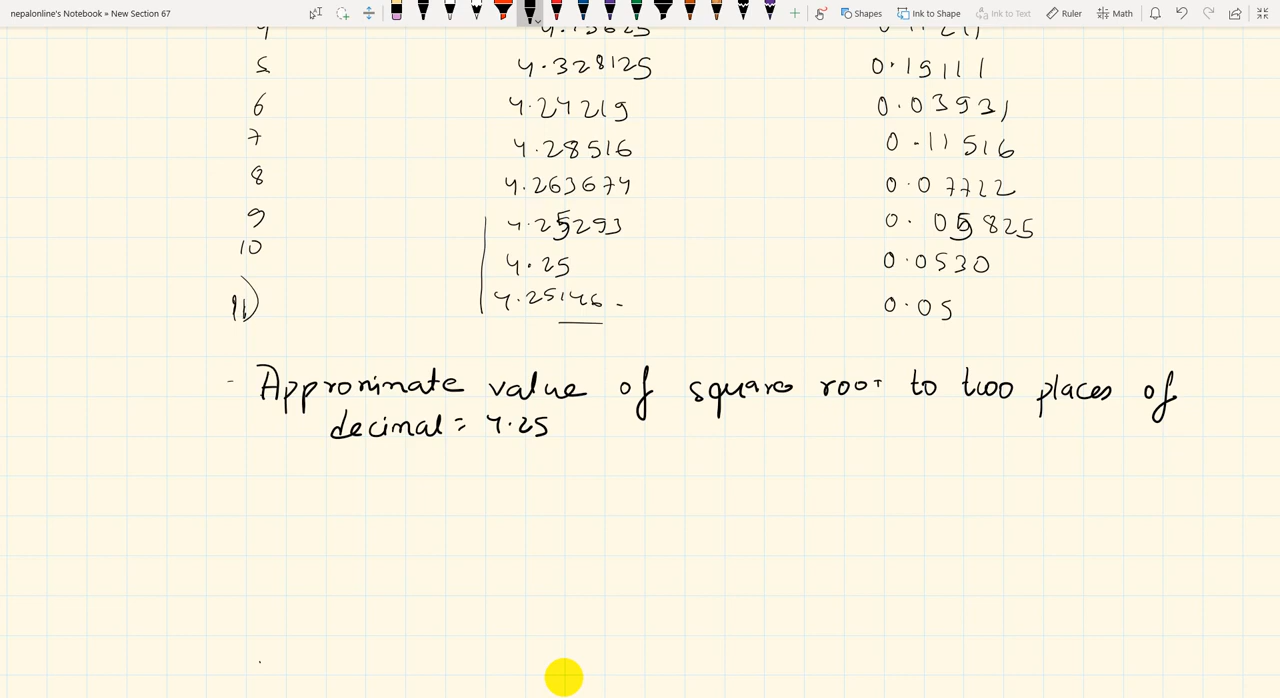 nepalonline's Notebook » New Section 67
Shapes Ink to Shape Ink to Text Ruler Math
4
5 4.328125 0.19111
6 4.24219 0.03931
7 4.28516 0.11516
8 4.263674 0.07722
9 4.25293 0.05825
10 4.25 0.0530
11) 4.25146 0.05
Approximate value of square root to two places of
decimal = 4.25